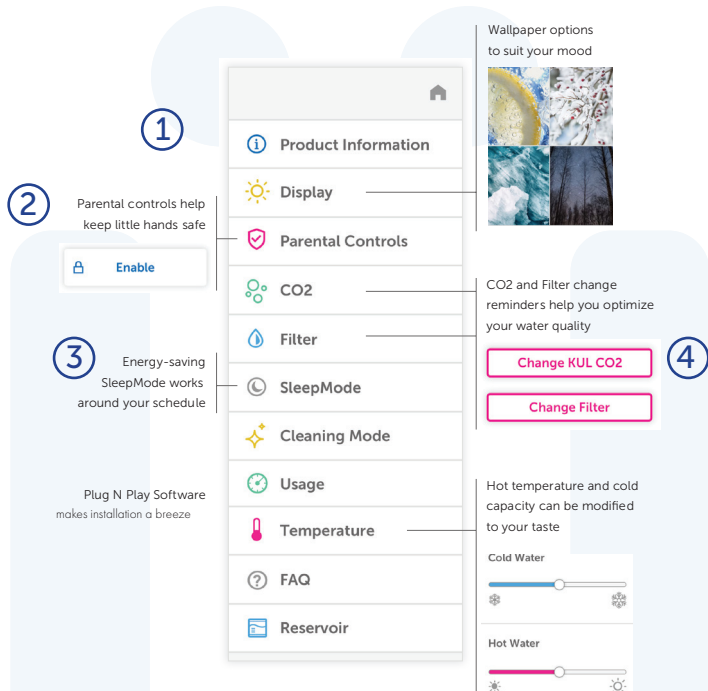 Wallpaper options
to suit your mood
1
Product Information
Display
2
Parental controls help
keep little hands safe
Enable
Parental Controls
CO2
CO2 and Filter change
reminders help you optimize
your water quality
Change KUL CO2
Change Filter
4
Filter
3
Energy-saving
SleepMode works
around your schedule
SleepMode
Cleaning Mode
Usage
Plug N Play Software
makes installation a breeze
Temperature
Hot temperature and cold
capacity can be modified
to your taste
Cold Water
Hot Water
FAQ
Reservoir